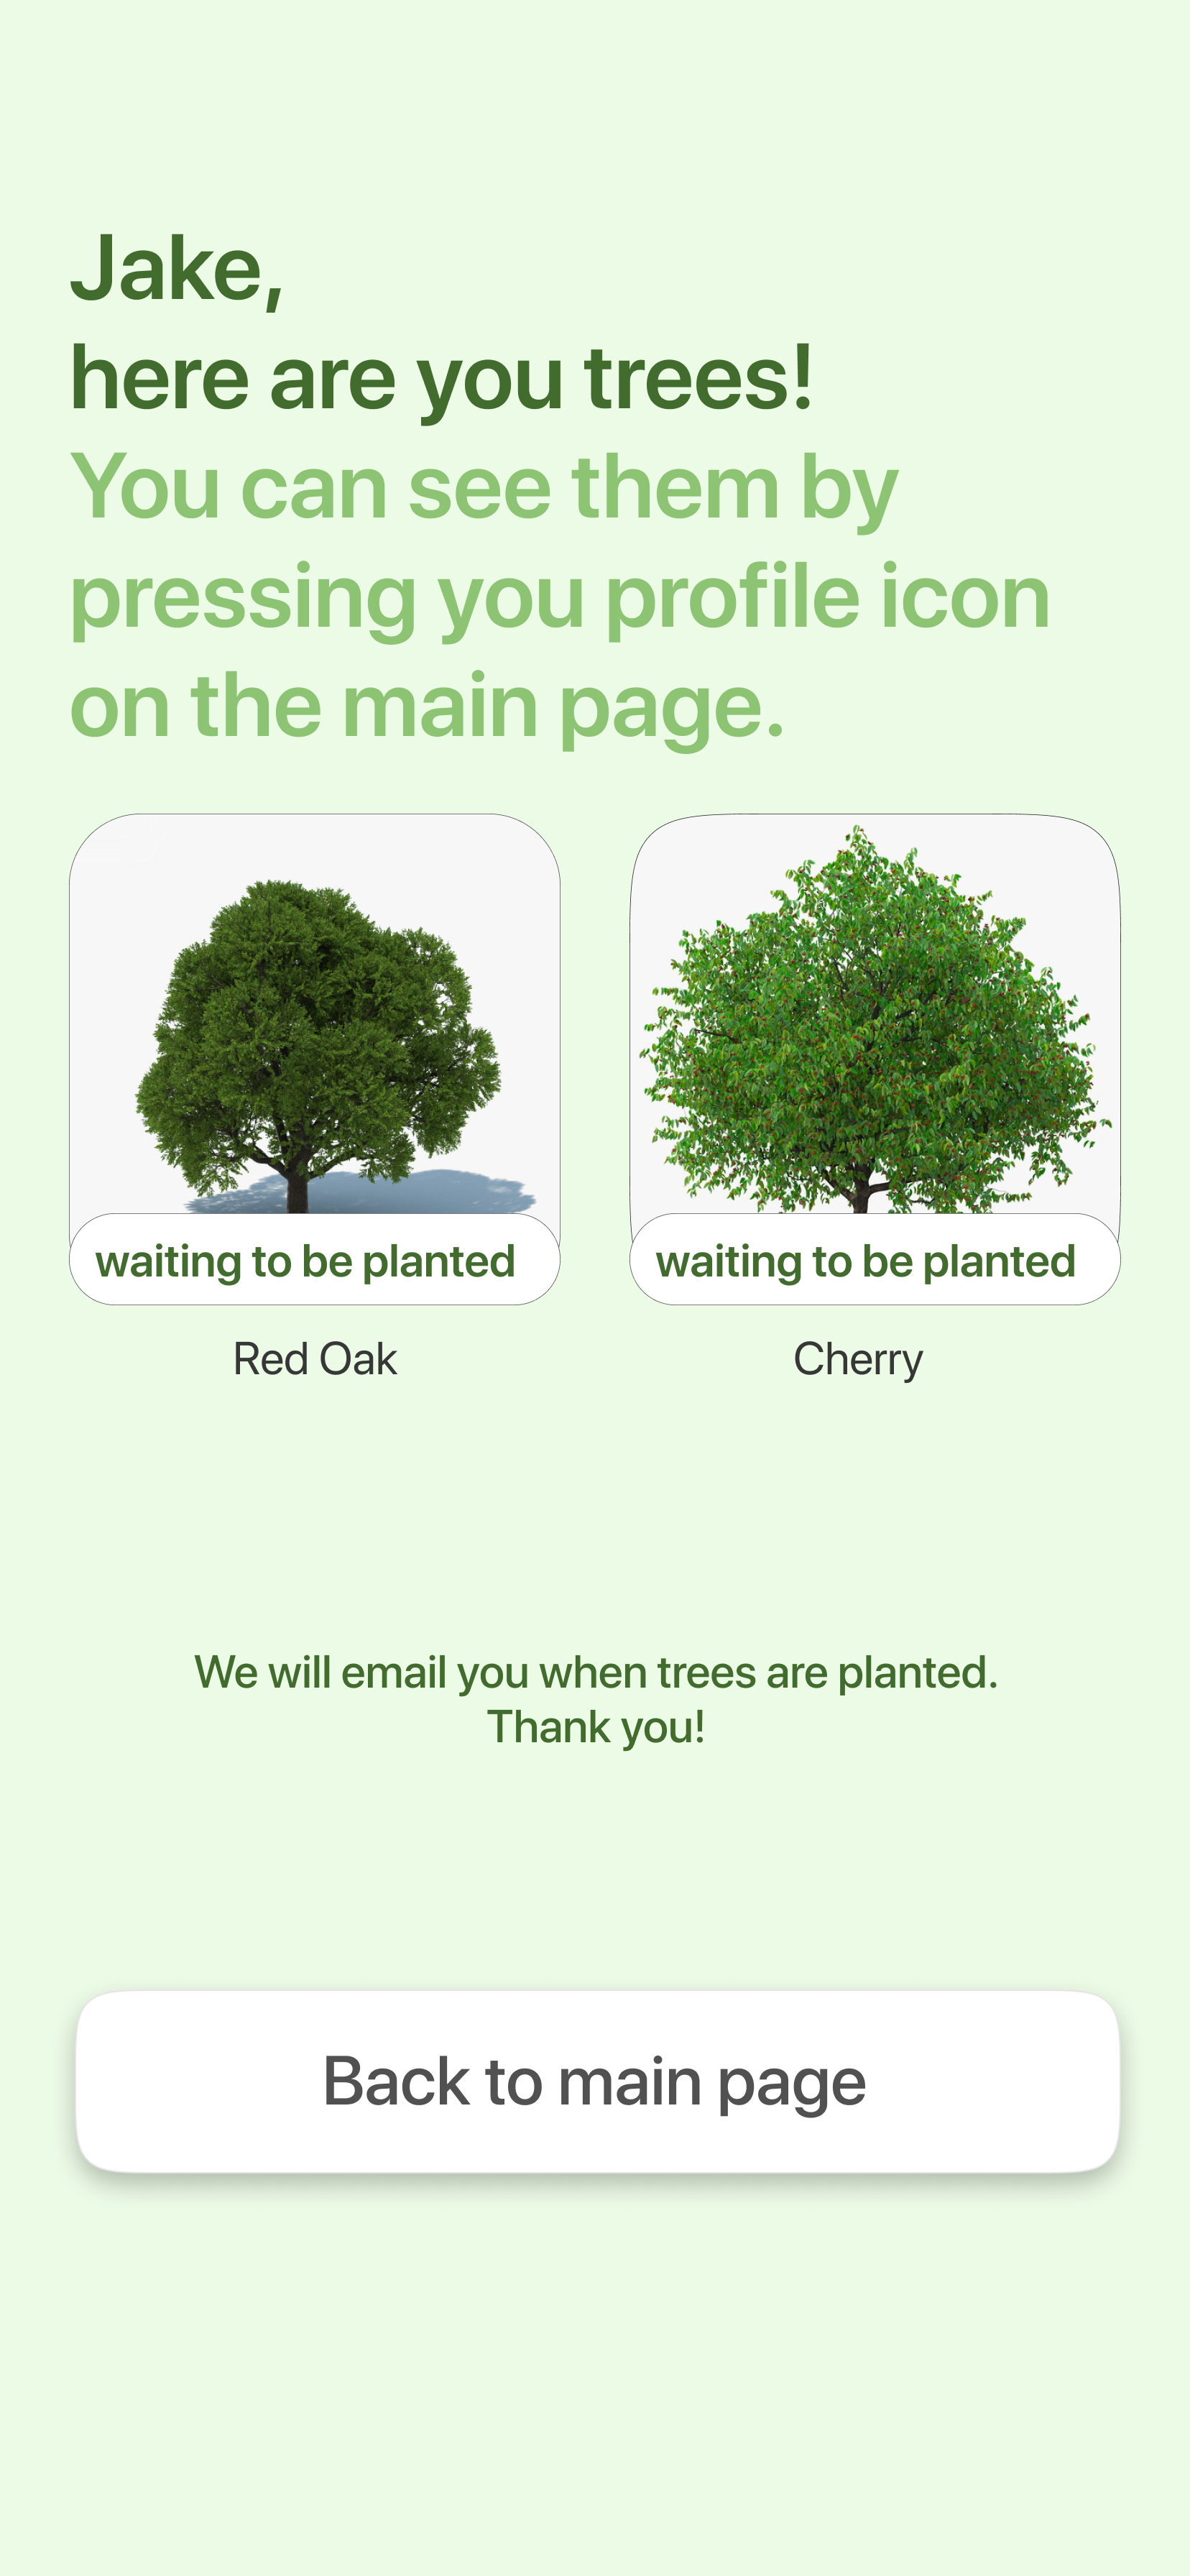 Jake,
here are you trees!
You can see them by
pressing you profile icon
on the main page.
waiting to be planted
waiting to be planted
Red Oak
Cherry
We will email you when trees are planted.
Thank you!
Back to main page